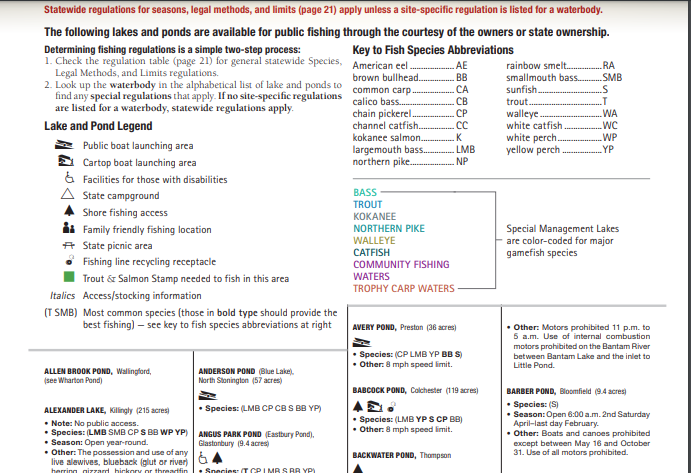 Statewide regulations for seasons, legal methods, and limits (page 21) apply unless a site-specific regulation is listed for a waterbody.
The following lakes and ponds are available for public fishing through the courtesy of the owners or state ownership.
Determining fishing regulations is a simple two-step process:
1. Check the regulation table (page 21) for general statewide Species,
Legal Methods, and Limits regulations.
2. Look up the waterbody in the alphabetical list of lake and ponds to
find any special regulations that apply. If no site-specific regulations
are listed for a waterbody, statewide regulations apply.
Lake and Pond Legend
Public boat launching area
Cartop boat launching area
Facilities for those with disabilities
State campground
Shore fishing access
Family friendly fishing location
State picnic area
Fishing line recycling receptacle
Trout & Salmon Stamp needed to fish in this area
Italics Access/stocking information
(T SMB) Most common species (those in bold type should provide the
best fishing) — see key to fish species abbreviations at right
Key to Fish Species Abbreviations
American eel .................. AE
brown bullhead............... BB
common carp ................. CA
calico bass...................... CB
chain pickerel................. CP
channel catfish............... CC
kokanee salmon.............. K
largemouth bass............. LMB
northern pike................. NP
rainbow smelt............... RA
smallmouth bass........... SMB
sunfish......................... S
trout............................ T
walleye ........................ WA
white catfish ................ WC
white perch.................. WP
yellow perch ................ YP
BASS
TROUT
KOKANEE
NORTHERN PIKE
WALLEYE
CATFISH
COMMUNITY FISHING
WATERS
TROPHY CARP WATERS
Special Management Lakes
are color-coded for major
gamefish species
ALLEN BROOK POND, Wallingford,
(see Wharton Pond)
ALEXANDER LAKE, Killingly (215 acres)
• Note: No public access.
• Species: (LMB SMB CP S BB WP YP)
• Season: Open year-round.
• Other: The possession and use of any
live alewives, blueback (glut or river)
herring, gizzard, hickory or threadfin
ANDERSON POND (Blue Lake),
North Stonington (57 acres)
• Species: (LMB CP CB S BB YP)
ANGUS PARK POND (Eastbury Pond),
Glastonbury (9.4 acres)
• Species: (T CP LMB S YP)
AVERY POND, Preston (36 acres)
• Species: (CP LMB YP BB S)
• Other: 8 mph speed limit.
BABCOCK POND, Colchester (119 acres)
• Species: (LMB YP S CP BB)
• Other: 8 mph speed limit.
BACKWATER POND, Thompson
• Other: Motors prohibited 11 p.m. to
5 a.m. Use of internal combustion
motors prohibited on the Bantam River
between Bantam Lake and the inlet to
Little Pond.
BARBER POND, Bloomfield (9.4 acres)
• Species: (S)
• Season: Open 6:00 a.m. 2nd Saturday
April–last day February.
• Other: Boats and canoes prohibited
except between May 16 and October
31. Use of all motors prohibited.